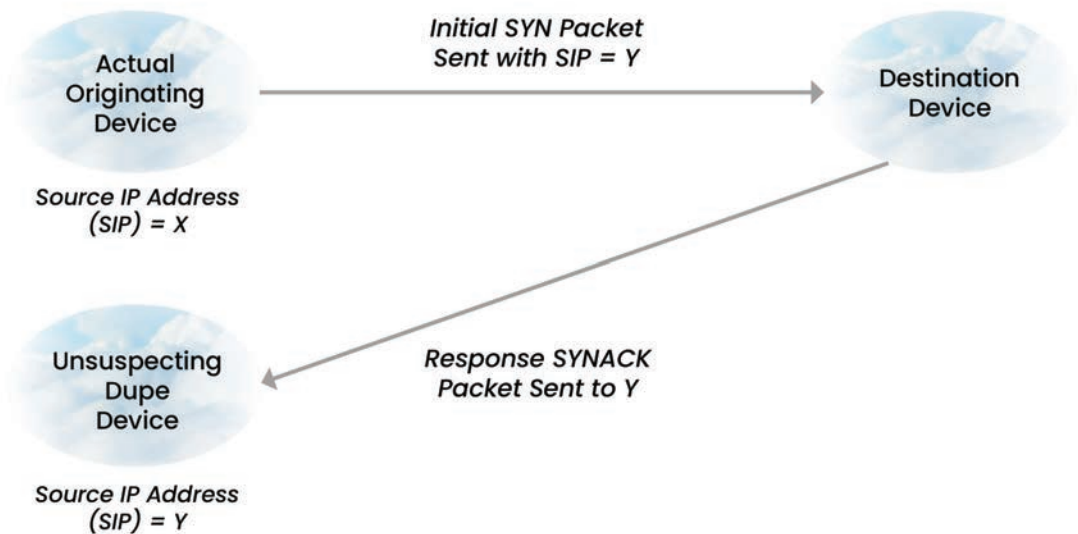 Actual
Originating
Device
Initial SYN Packet
Sent with SIP = Y
Destination
Device
Source IP Address
(SIP) = X
Unsuspecting
Dupe
Device
Response SYNACK
Packet Sent to Y
Source IP Address
(SIP) = Y